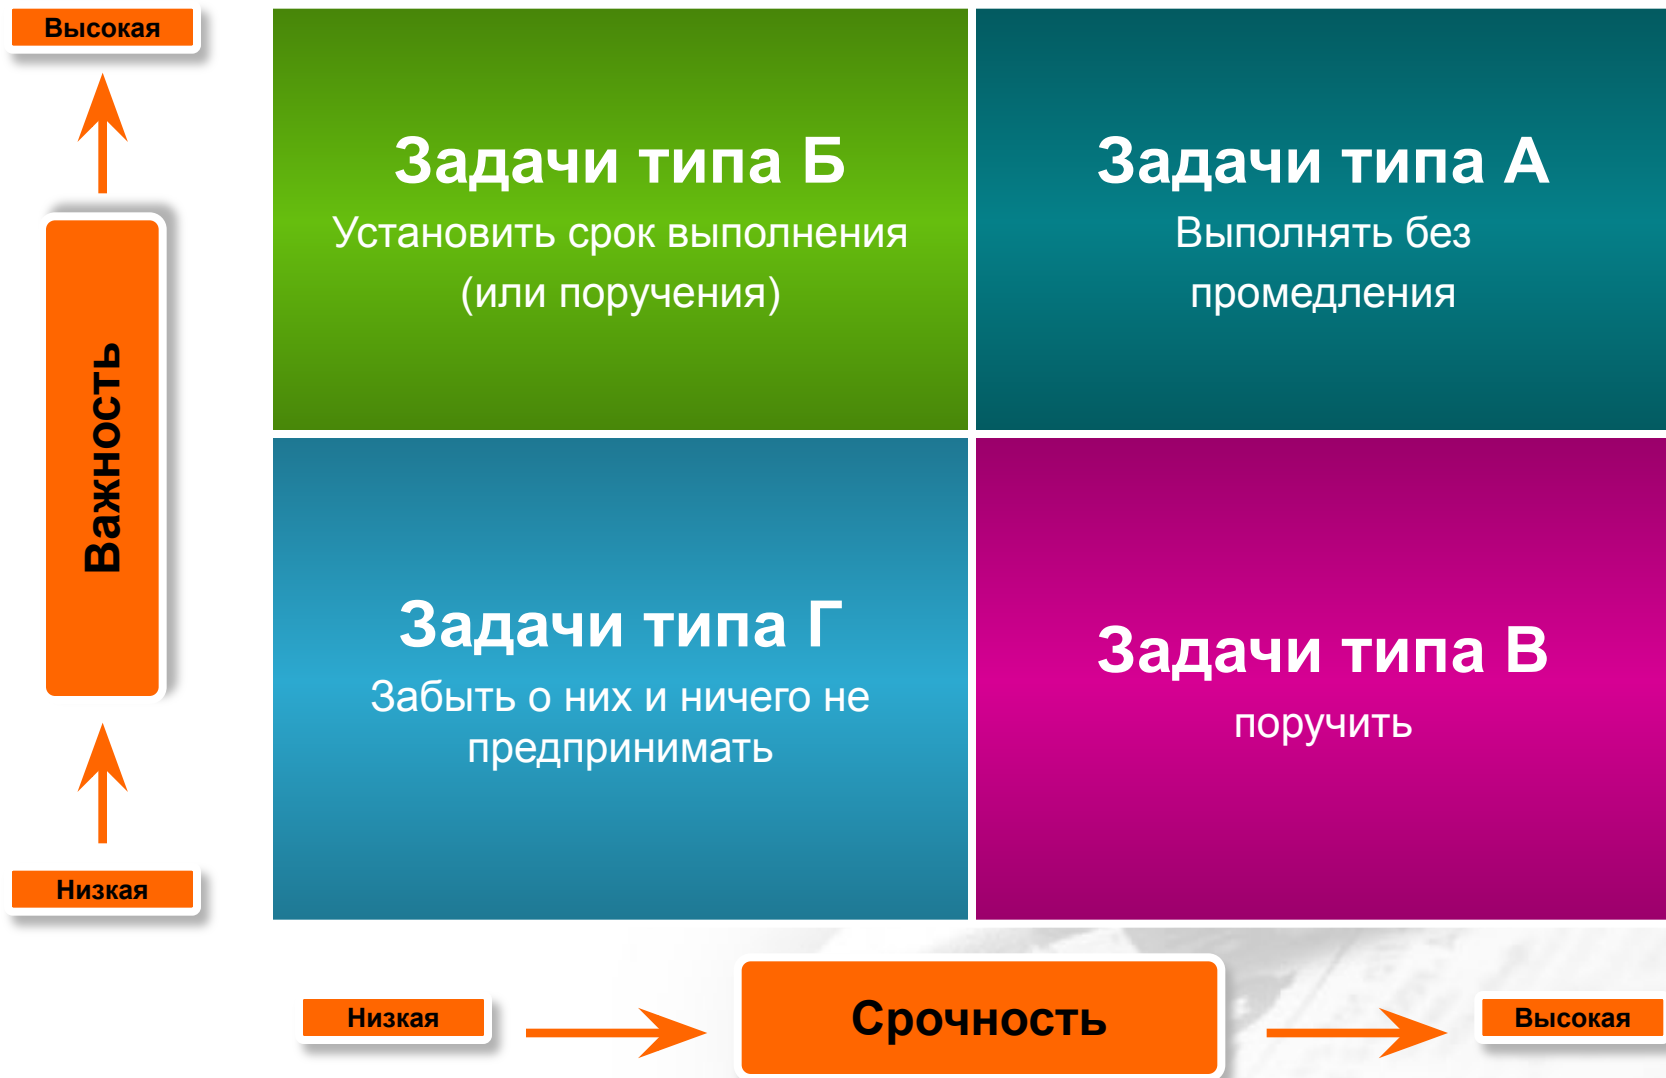 Высокая
Задачи типа Б
Установить срок выполнения
(или поручения)
Задачи типа А
Выполнять без
промедления
Важность
Задачи типа Г
Забыть о них и ничего не
предпринимать
Задачи типа В
поручить
Низкая
Низкая
Срочность
Высокая